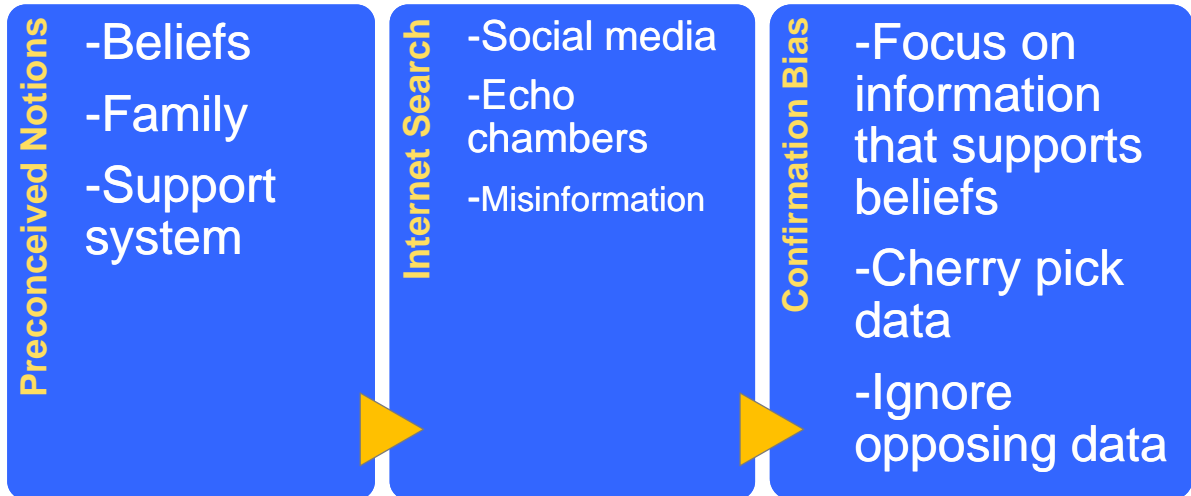 Preconceived Notions
-Beliefs
-Family
-Support
system
Internet Search
-Social media
-Echo
chambers
-Misinformation
Confirmation Bias
-Focus on
information
that supports
beliefs
-Cherry pick
data
-Ignore
opposing data